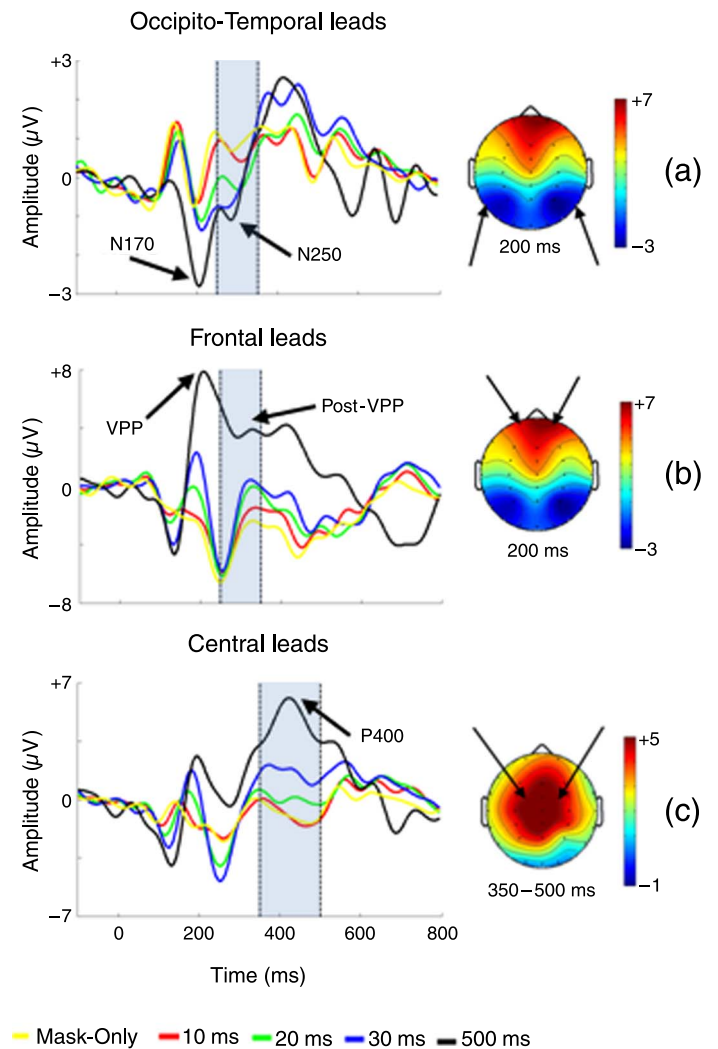 Occipito-Temporal leads
+3
0
−3
Amplitude (µV)
N170
N250
+7
−3
200 ms
(a)
Frontal leads
+8
0
−8
Amplitude (µV)
VPP
Post-VPP
+7
−3
200 ms
(b)
Central leads
+7
0
−7
Amplitude (µV)
P400
+5
−1
350−500 ms
(c)
0 200 400 600 800
Time (ms)
Mask-Only 10 ms 20 ms 30 ms 500 ms